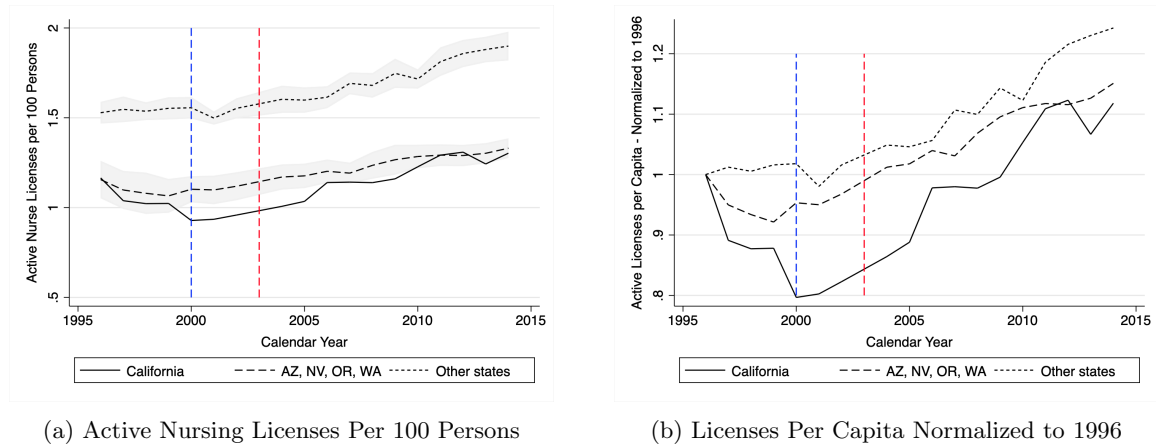 Active Nurse Licenses per 100 Persons
2
1.5
1
.5
1995 2000 2005 2010 2015
Calendar Year
California AZ, NV, OR, WA Other states
(a) Active Nursing Licenses Per 100 Persons
Active Licenses per Capita - Normalized to 1996
1.2
1.1
1
.9
.8
1995 2000 2005 2010 2015
Calendar Year
California AZ, NV, OR, WA Other states
(b) Licenses Per Capita Normalized to 1996